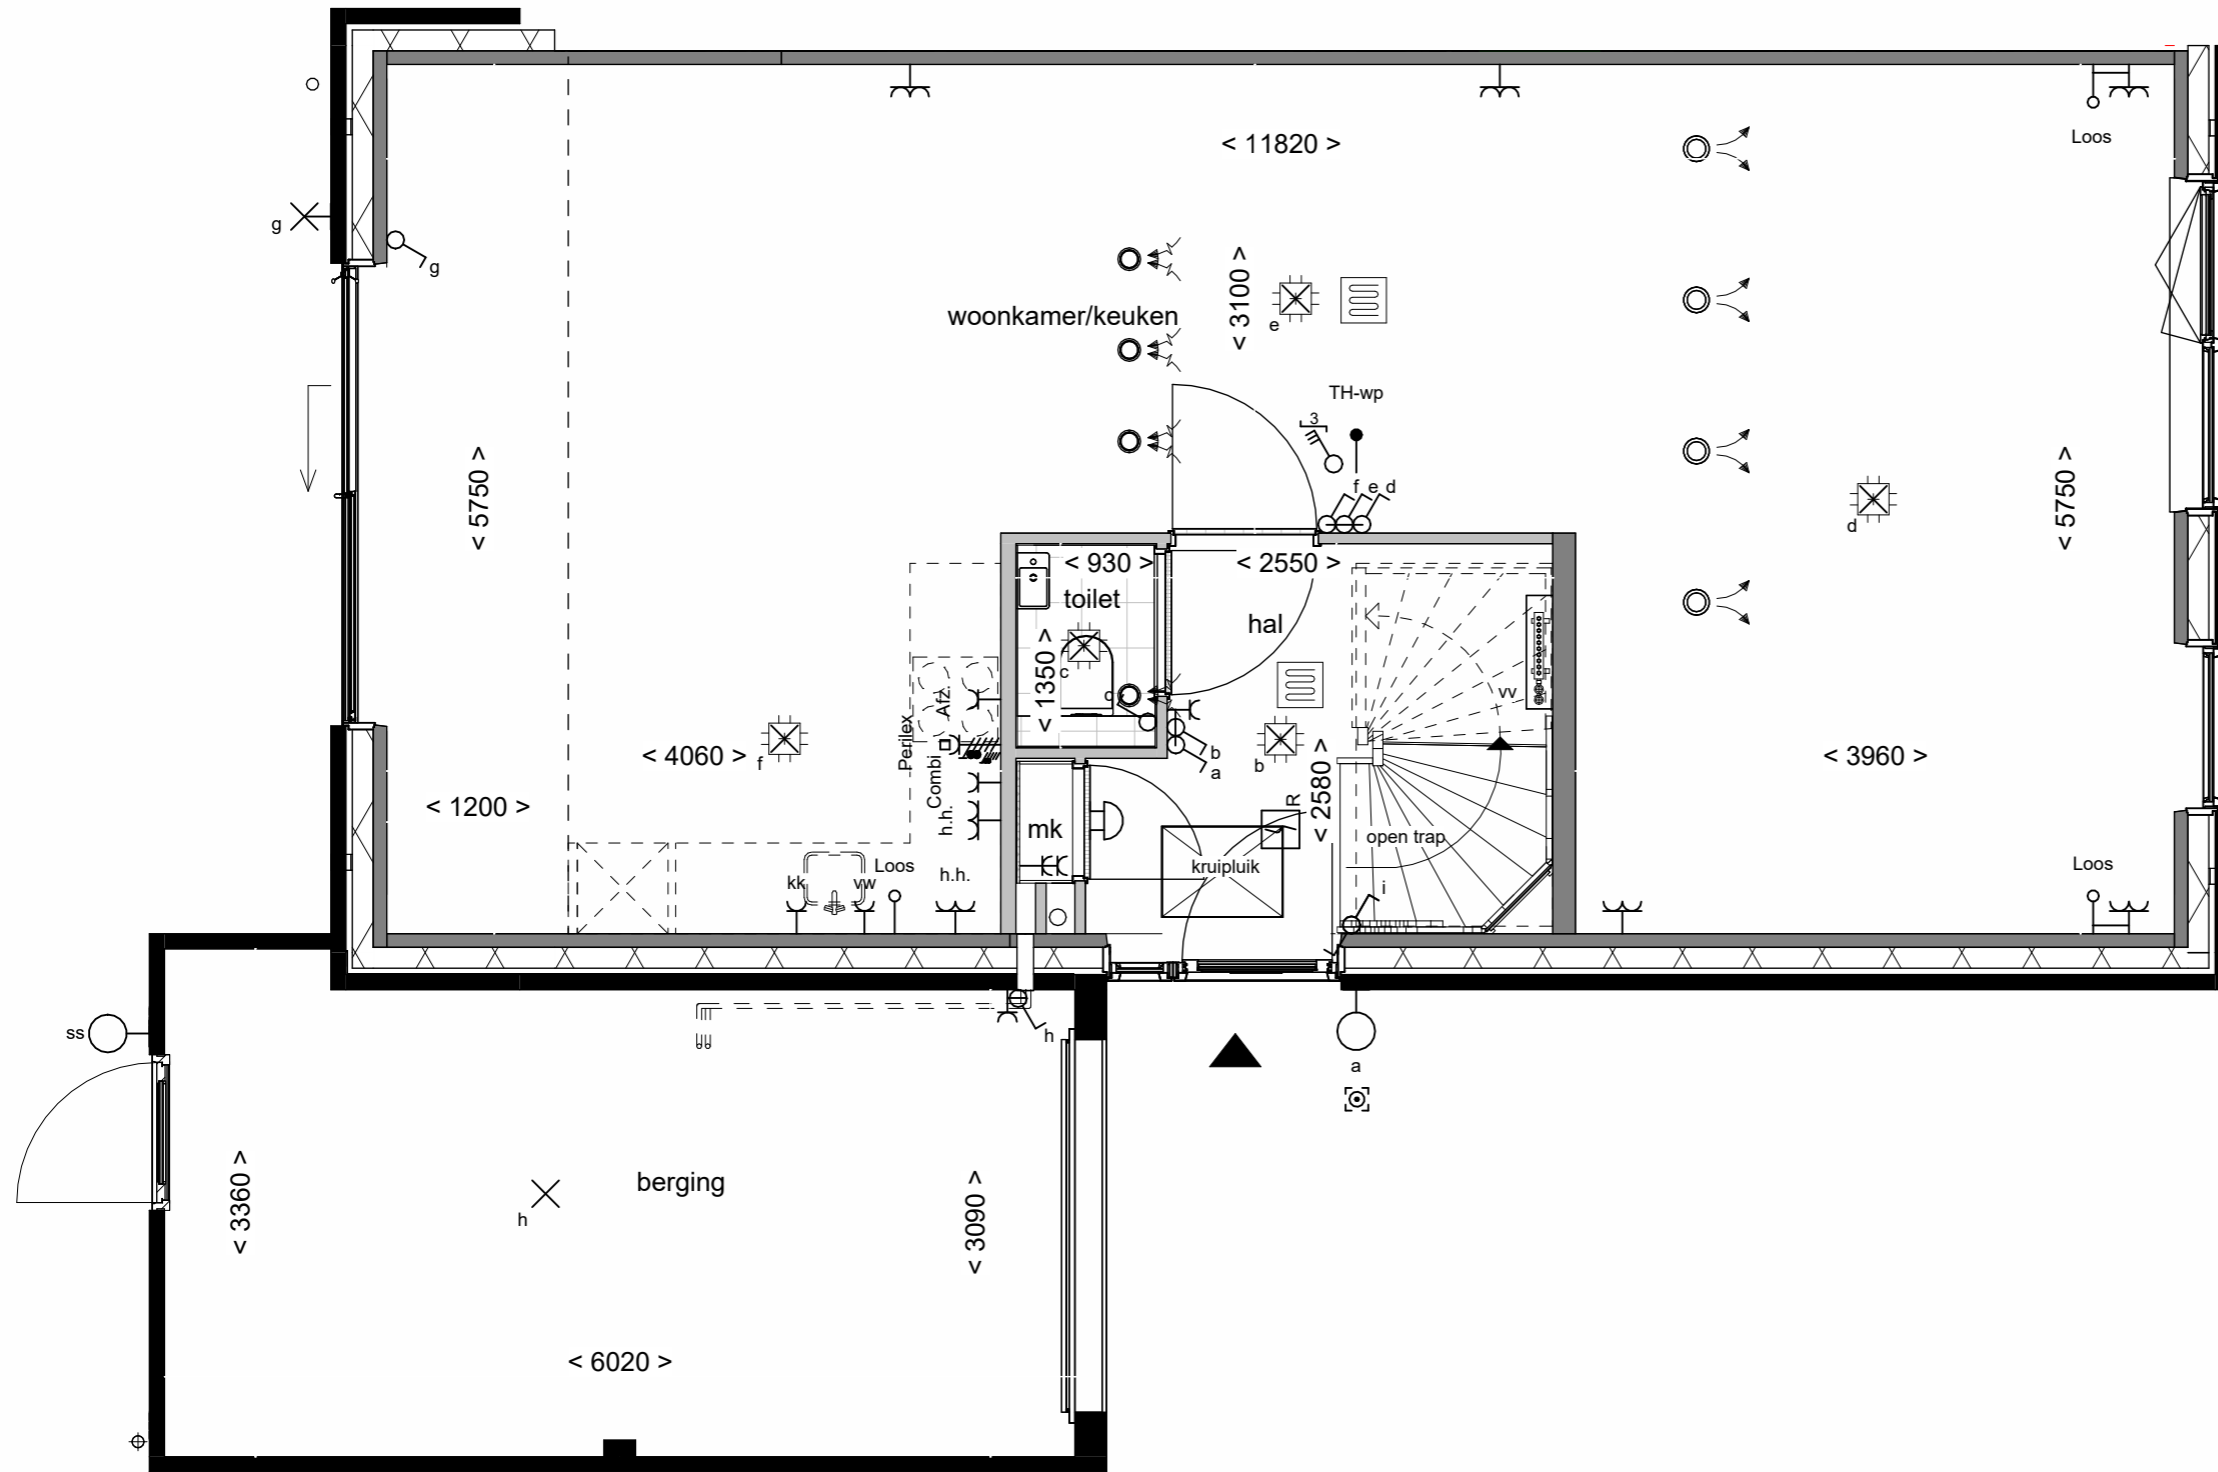 < 11820 >
Loos
g
g
woonkamer/keuken
< 3100 >
e
TH-wp
3
f e d
< 5750 >
< 5750 >
d
< 930 >
< 2550 >
toilet
hal
< 1350 >
c
c
vv
Afz.
Perilex
Combi
h.h.
< 4060 >
f
b
a
b
< 2580 >
R
< 3960 >
< 1200 >
mk
open trap
kruipluik
kk
vw
Loos
h.h.
i
Loos
ss
h
a
< 3360 >
berging
h
< 3090 >
< 6020 >